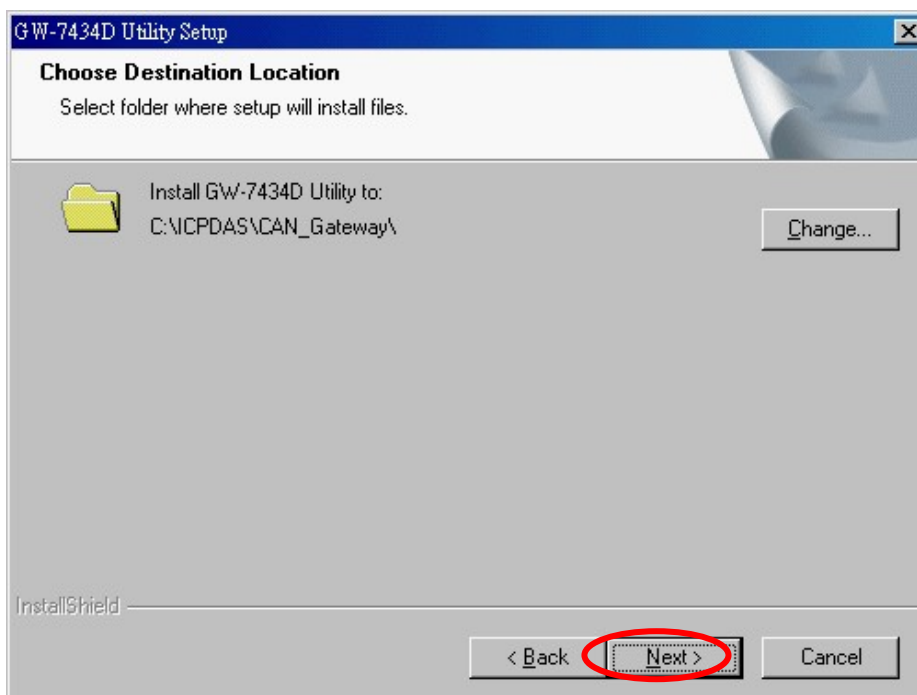 GW-7434D Utility Setup
Choose Destination Location
Select folder where setup will install files.
Install GW-7434D Utility to:
C:\ICPDAS\CAN_Gateway\
Change...
InstallShield
< Back
Next >
Cancel